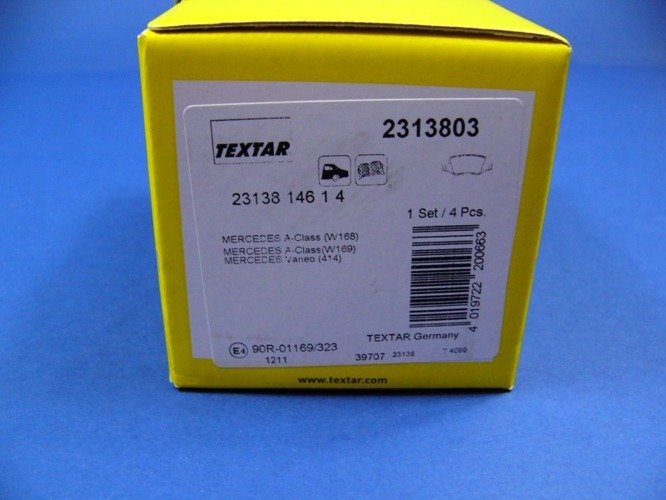 TEXTAR
2313803
23138 146 1 4
1 Set / 4 Pcs.
MERCEDES A-Class (W168)
MERCEDES A-Class(W169)
MERCEDES Vaneo (414)
4 019722 200663
TEXTAR Germany
E4 90R-01169/323
1211
39707 23138 T 4099
www.textar.com